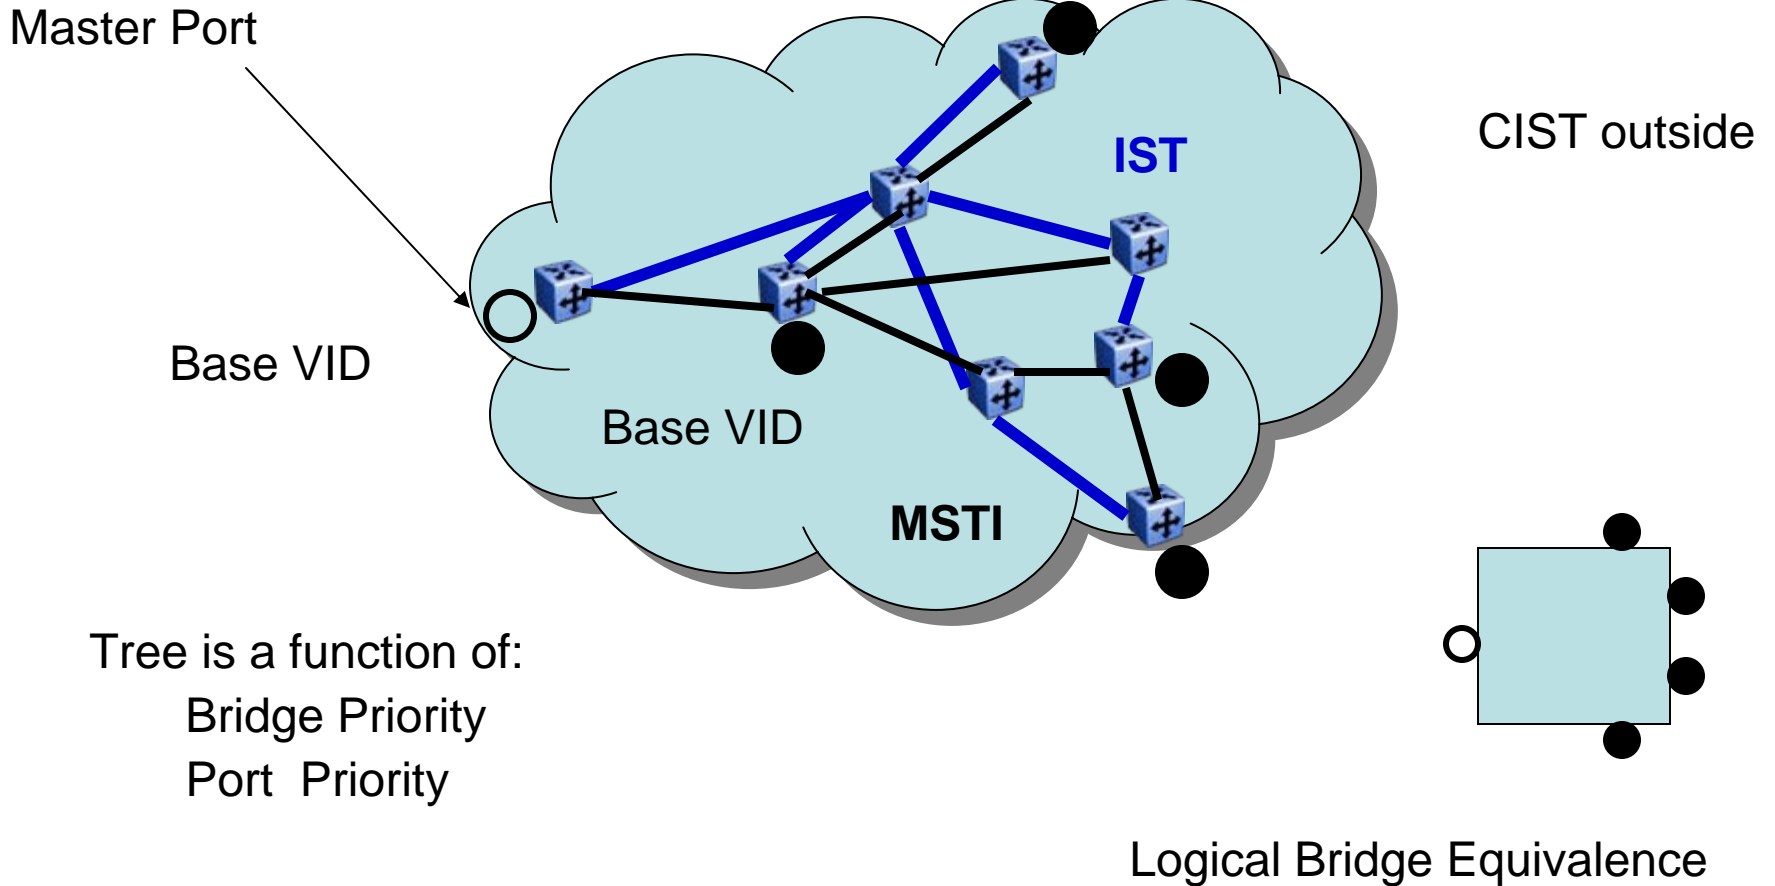 Master Port
CIST outside
IST
Base VID
Base VID
MSTI
Tree is a function of:
Bridge Priority
Port  Priority
Logical Bridge Equivalence